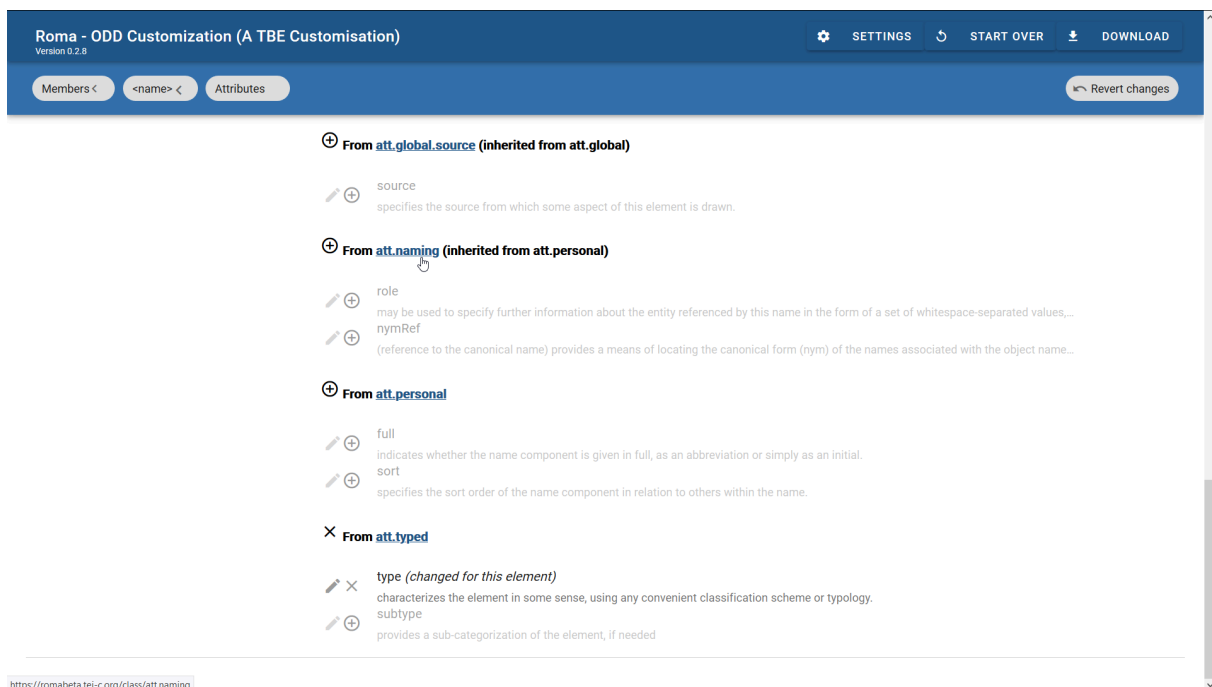 Roma - ODD Customization (A TBE Customisation)
Version 0.2.8
SETTINGS
START OVER
DOWNLOAD
Members <
<name> <
Attributes
Revert changes
From att.global.source (inherited from att.global)
source
specifies the source from which some aspect of this element is drawn.
From att.naming (inherited from att.personal)
role
may be used to specify further information about the entity referenced by this name in the form of a set of whitespace-separated values,...
nymRef
(reference to the canonical name) provides a means of locating the canonical form (nym) of the names associated with the object name...
From att.personal
full
indicates whether the name component is given in full, as an abbreviation or simply as an initial.
sort
specifies the sort order of the name component in relation to others within the name.
From att.typed
type (changed for this element)
characterizes the element in some sense, using any convenient classification scheme or typology.
subtype
provides a sub-categorization of the element, if needed
https://romabeta.tei-c.org/class/att.naming